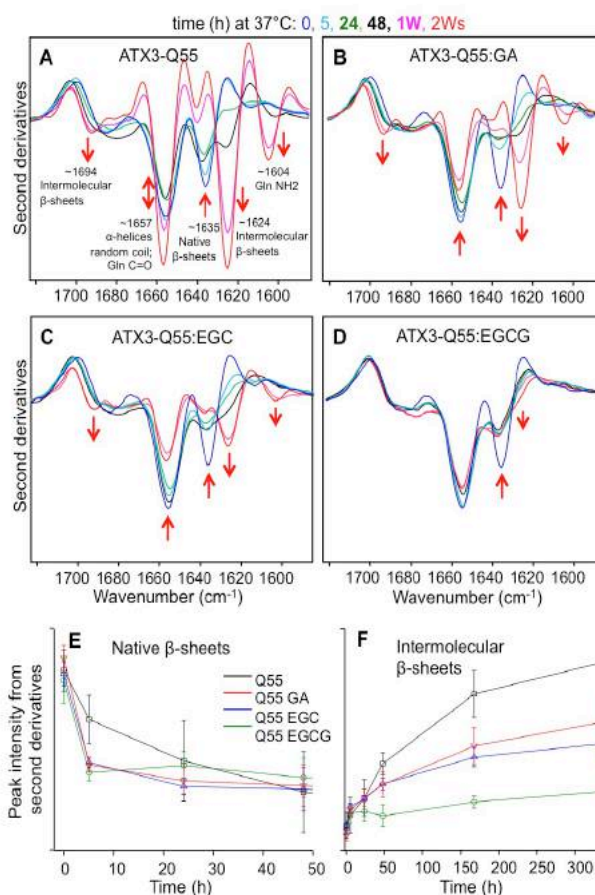 time (h) at 37°C: 0, 5, 24, 48, 1W, 2Ws
A ATX3-Q55
B ATX3-Q55:GA
Second derivatives
~1694
Intermolecular
β-sheets
~1657
α-helices
random coil;
Gln C=O
~1635
Native
β-sheets
~1624
Intermolecular
β-sheets
~1604
Gln NH2
1700 1680 1660 1640 1620 1600
1700 1680 1660 1640 1620 1600
C ATX3-Q55:EGC
D ATX3-Q55:EGCG
Second derivatives
1700 1680 1660 1640 1620 1600
1700 1680 1660 1640 1620 1600
Wavenumber (cm⁻¹)
Wavenumber (cm⁻¹)
E Native β-sheets
Q55
Q55 GA
Q55 EGC
Q55 EGCG
F Intermolecular
β-sheets
Peak intensity from
second derivatives
0 10 20 30 40 50
0 50 100 150 200 250 300
Time (h)
Time (h)